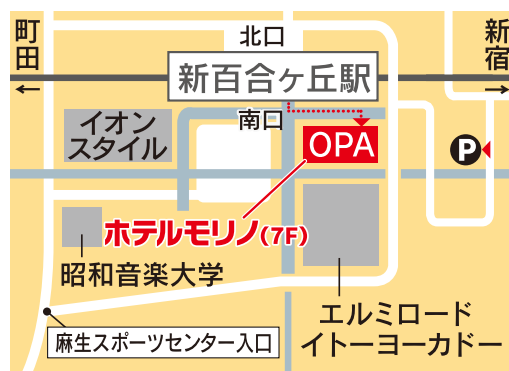 町田
←
北口
新宿
→
新百合ヶ丘駅
南口
イオン
スタイル
OPA
P
ホテルモリノ(7F)
昭和音楽大学
エルミロード
イトーヨーカドー
麻生スポーツセンター入口